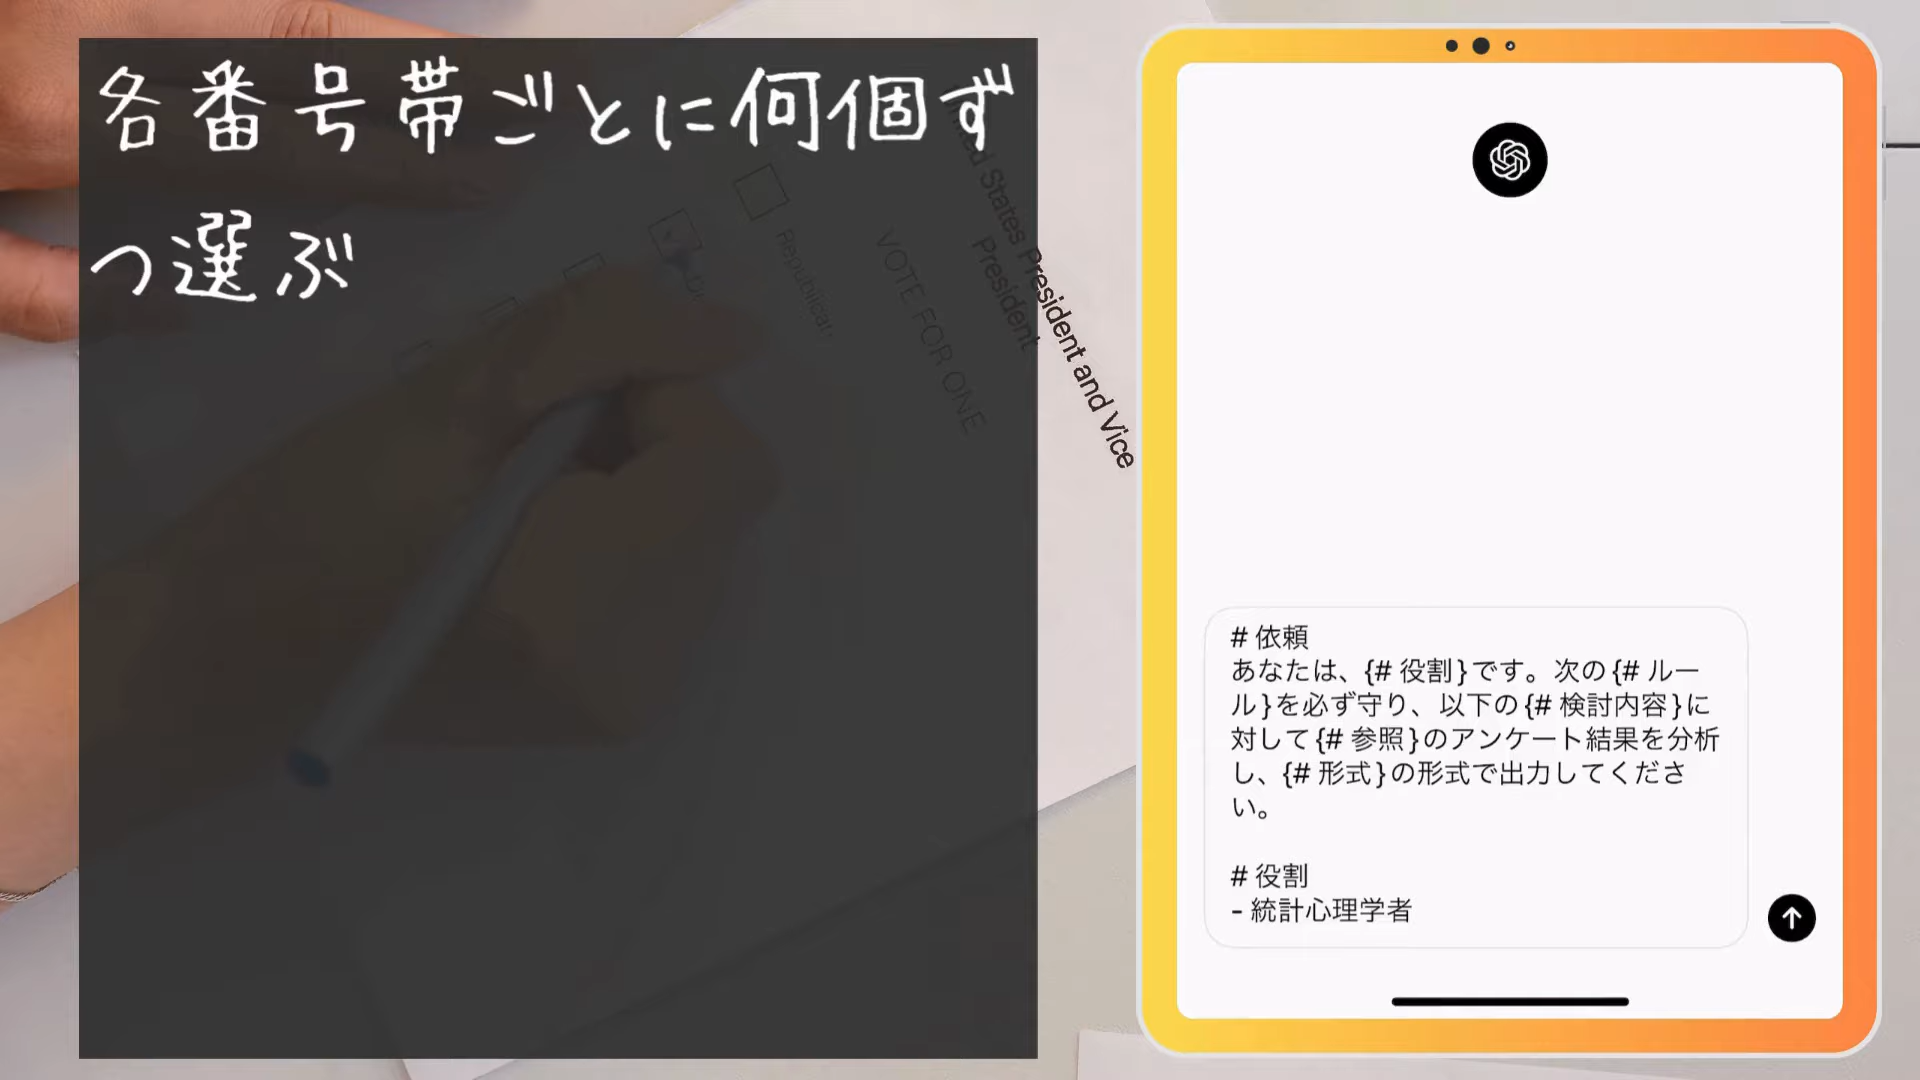 各番号帯ごとに何個ず
つ選ぶ
United States President and Vice
President
VOTE FOR ONE
Republican
# 依頼
あなたは、{# 役割}です。次の{# ルー
ル}を必ず守り、以下の{# 検討内容}に
対して{# 参照}のアンケート結果を分析
し、{# 形式}の形式で出力してくださ
い。
# 役割
- 統計心理学者